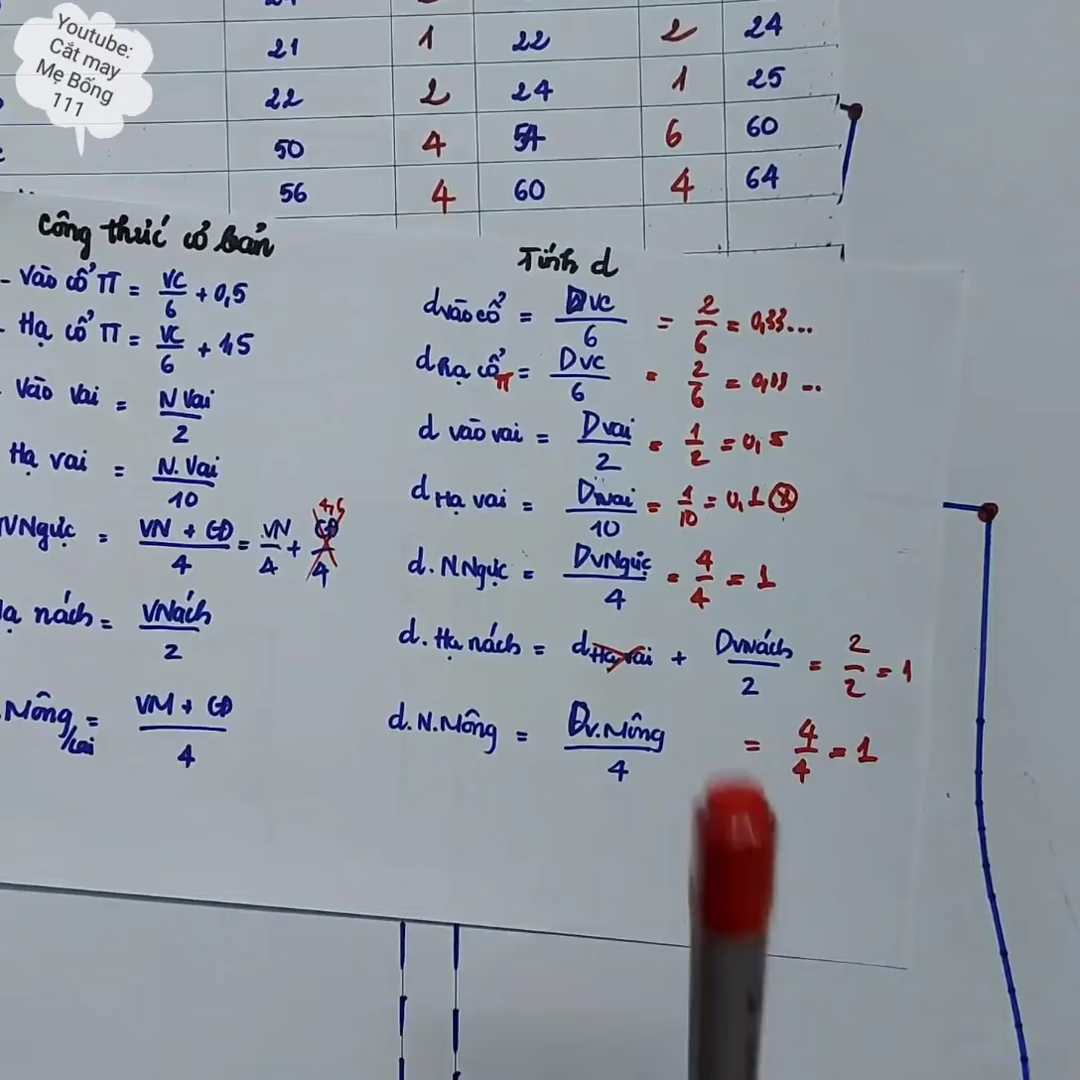 Youtube:
Cắt may
Mẹ Bống
111
21 1 22 2 24
22 2 24 1 25
50 4 54 6 60
56 4 60 4 64
Công thức cơ bản
- Vào cổ TT = VC/6 + 0,5
- Hạ cổ TT = VC/6 + 1,5
Vào vai = N Vai/2
Hạ vai = N. Vai/10
VNgực = VN + CĐ/4 = VN/4 + CĐ/4
ạ nách = VNách/2
.Mông/Lai = VM + CĐ/4
Tính d
d vào cổ = DVC/6 = 2/6 = 0,33...
d hạ cổ TT = DVC/6 = 2/6 = 0,33 ...
d vào vai = Dvai/2 = 1/2 = 0,5
d Hạ vai = Dvai/10 = 1/10 = 0,1 (X)
d. N Ngực = DVNgực/4 = 4/4 = 1
d. Hạ nách = d Hạ vai + DVNách/2 = 2/2 = 1
d. N. Mông = DV.Mông/4 = 4/4 = 1